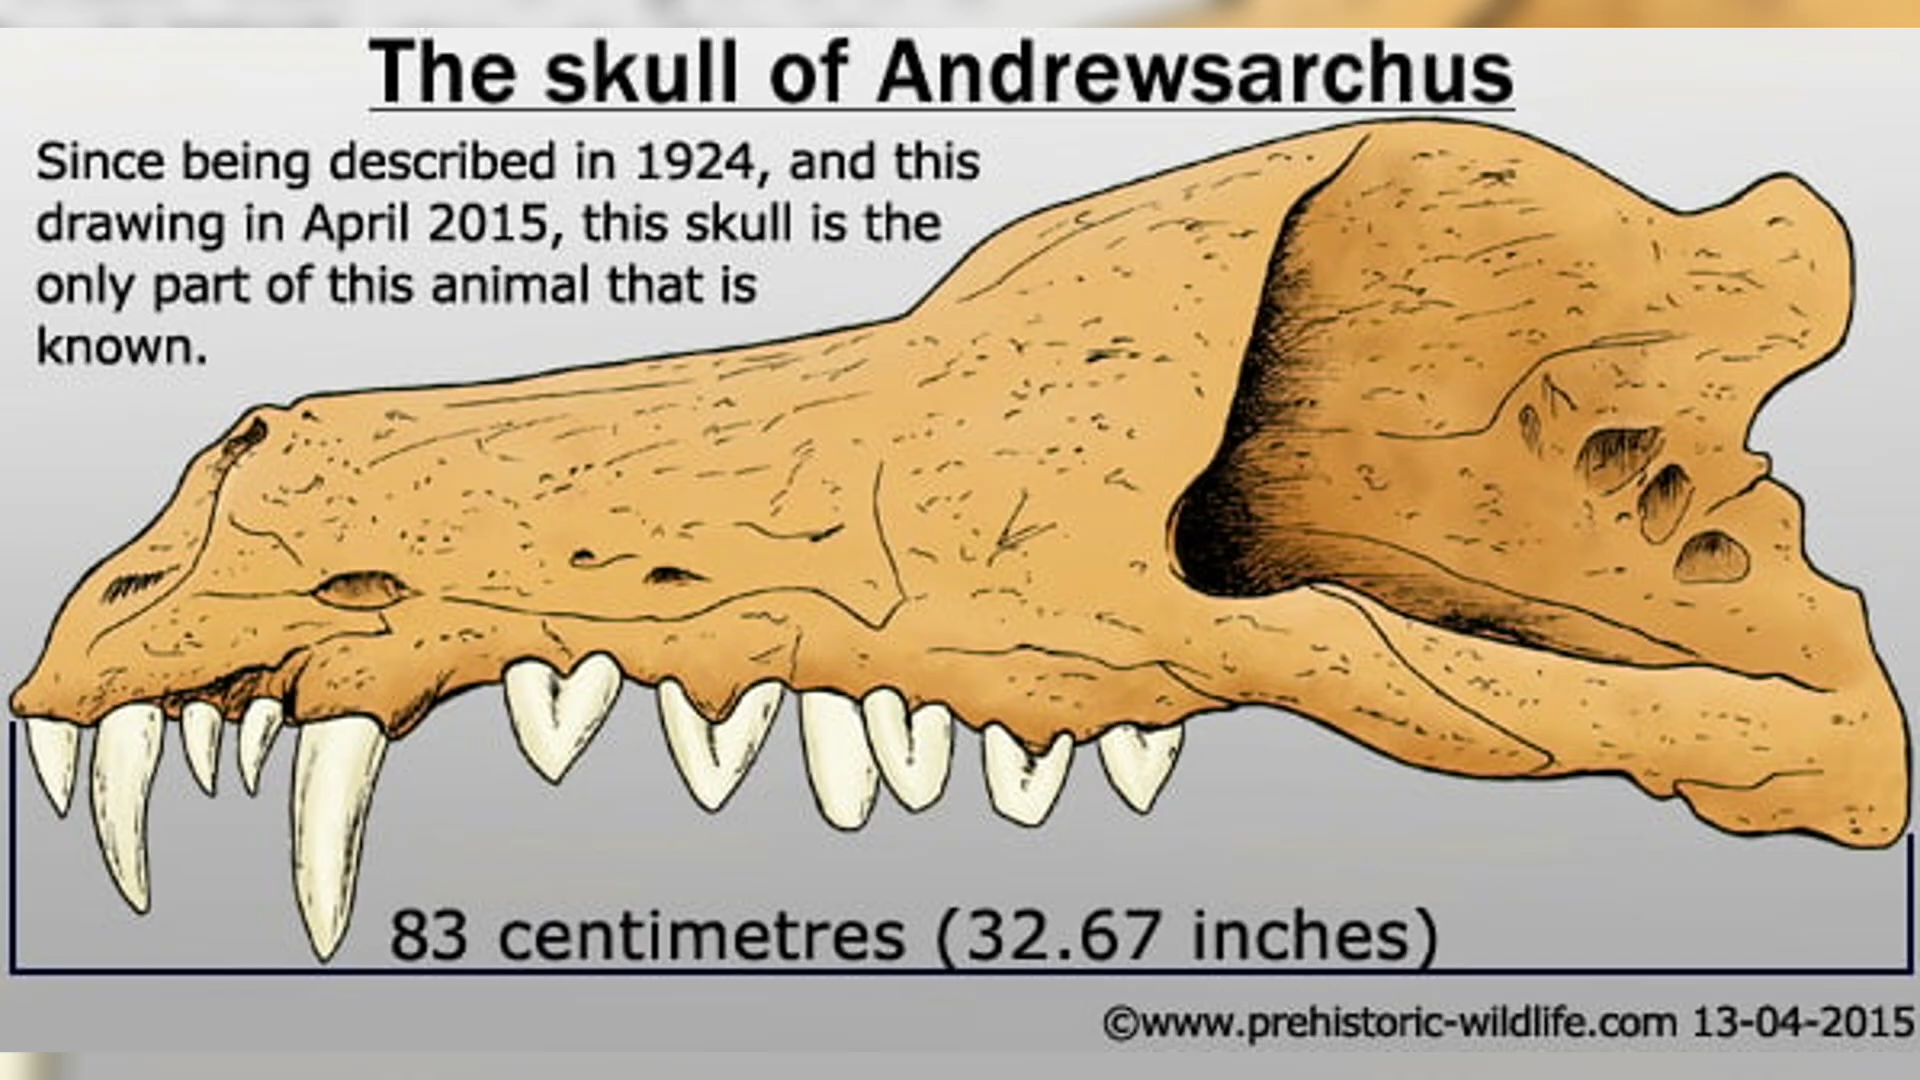 The skull of Andrewsarchus
Since being described in 1924, and this
drawing in April 2015, this skull is the
only part of this animal that is
known.
83 centimetres (32.67 inches)
©www.prehistoric-wildlife.com 13-04-2015